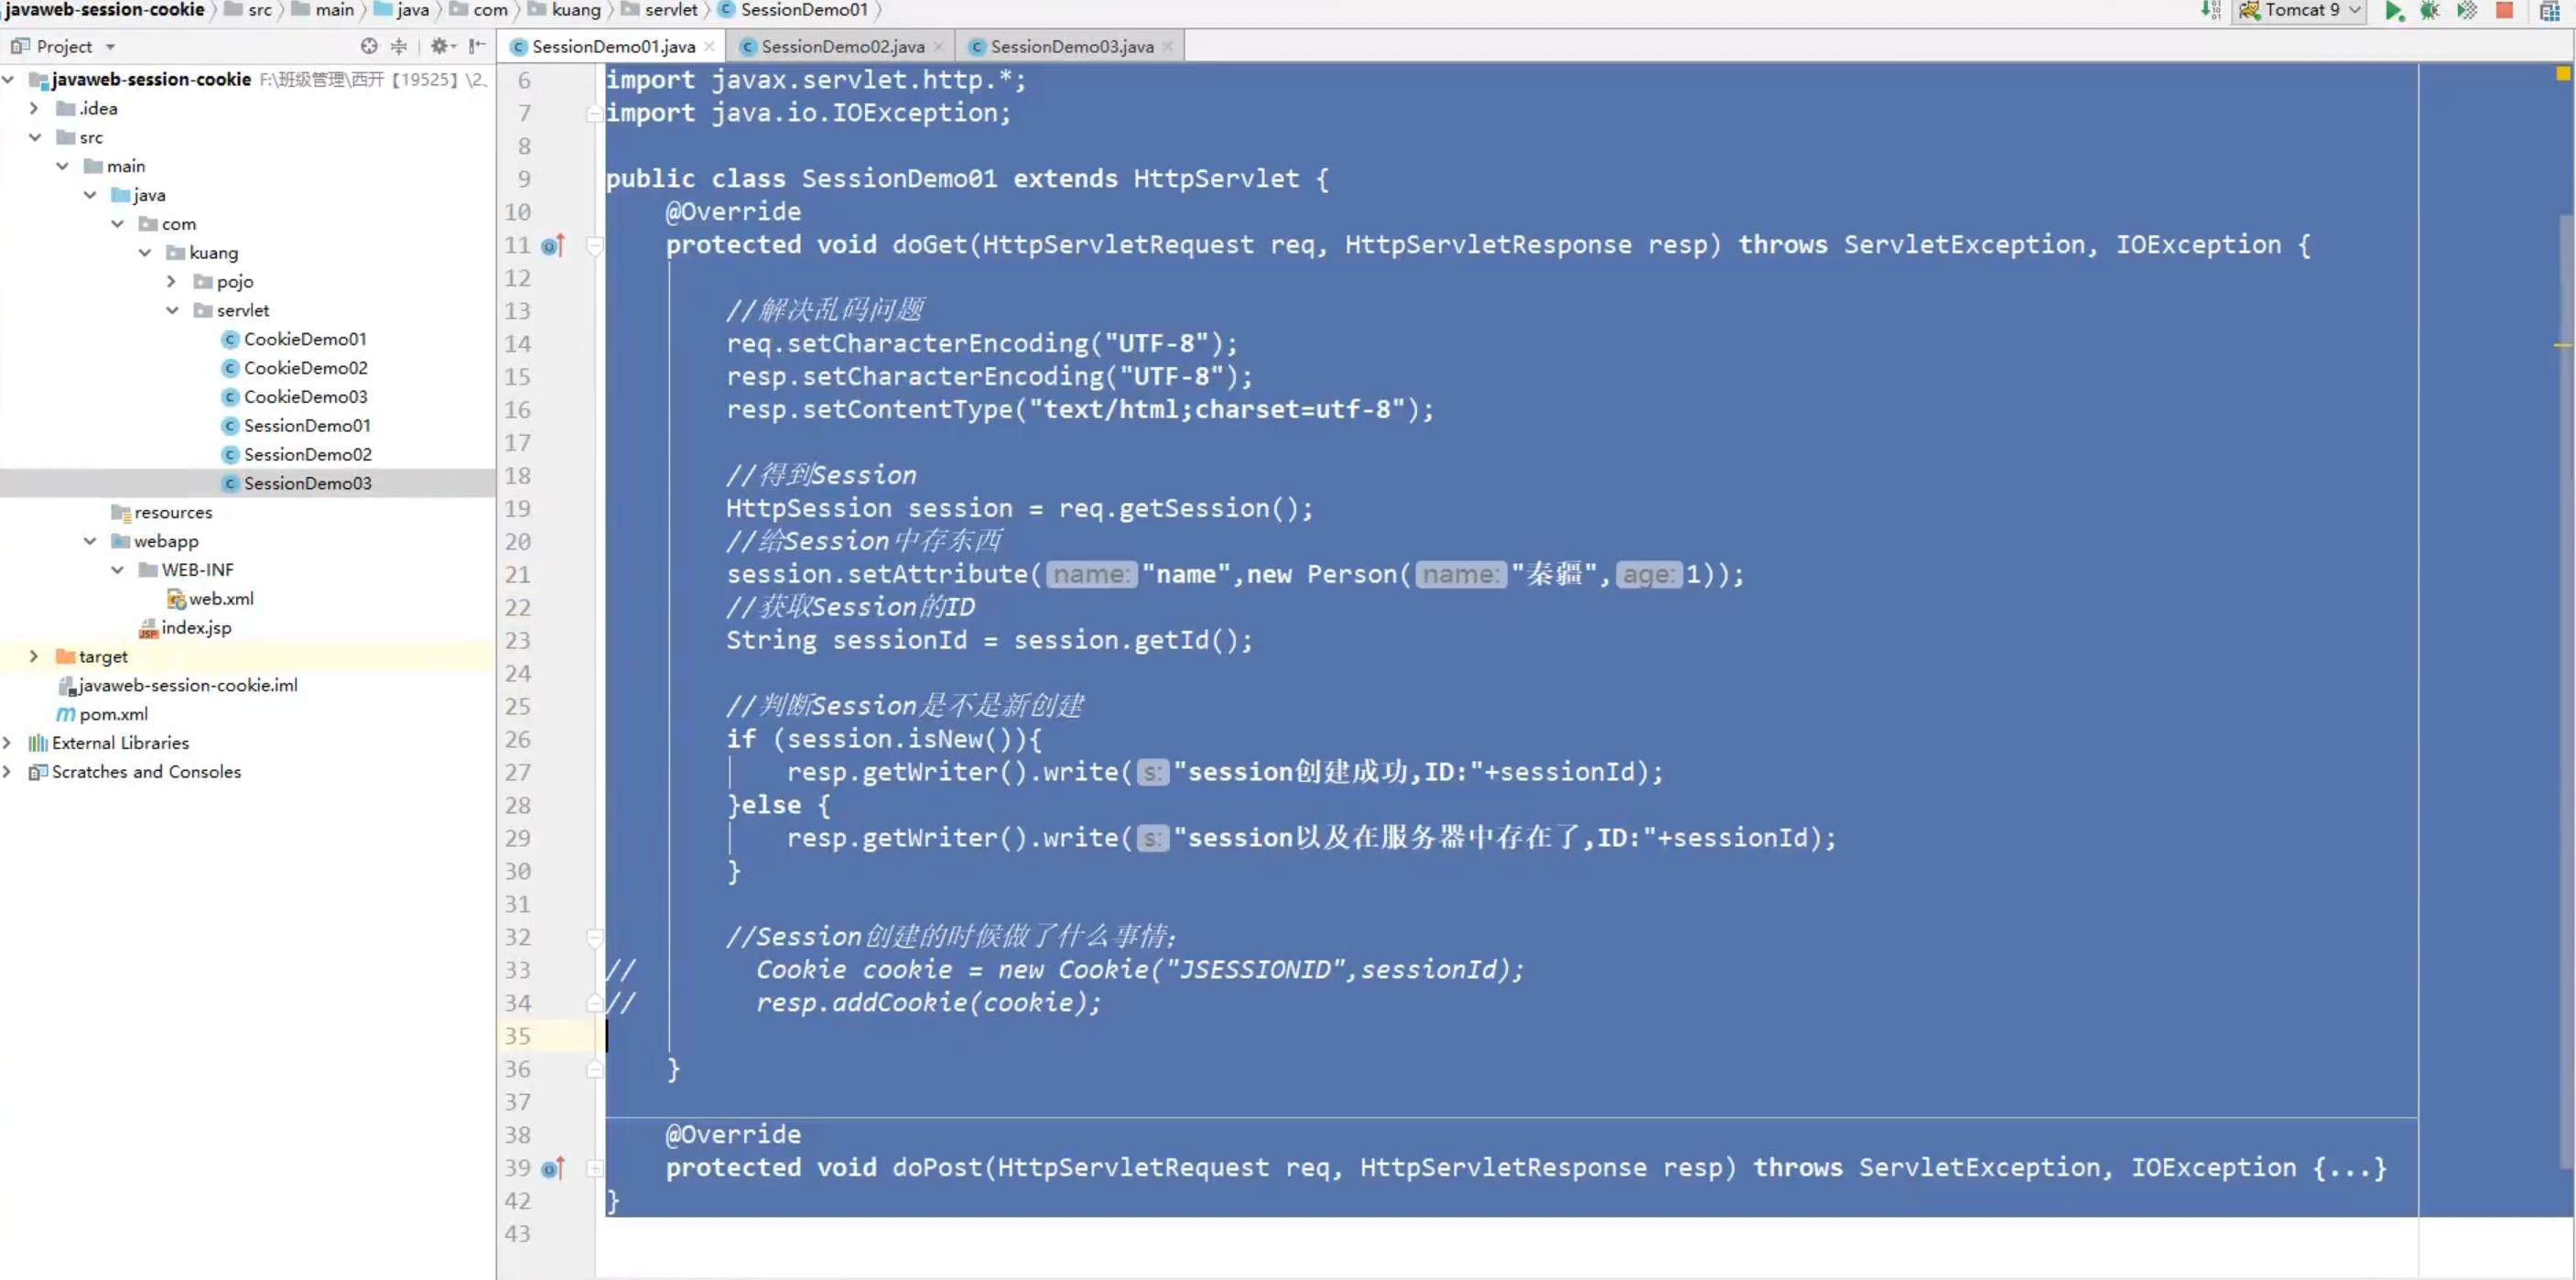 javaweb-session-cookie src main java com kuang servlet SessionDemo01
Tomcat 9
Project
SessionDemo01.java SessionDemo02.java SessionDemo03.java
javaweb-session-cookie F:\班级管理\西开【19525】\2、
.idea
src
main
java
com
kuang
pojo
servlet
CookieDemo01
CookieDemo02
CookieDemo03
SessionDemo01
SessionDemo02
SessionDemo03
resources
webapp
WEB-INF
web.xml
index.jsp
target
javaweb-session-cookie.iml
pom.xml
External Libraries
Scratches and Consoles
6 import javax.servlet.http.*;
7 import java.io.IOException;
8
9 public class SessionDemo01 extends HttpServlet {
10 @Override
11 protected void doGet(HttpServletRequest req, HttpServletResponse resp) throws ServletException, IOException {
12
13 //解决乱码问题
14 req.setCharacterEncoding("UTF-8");
15 resp.setCharacterEncoding("UTF-8");
16 resp.setContentType("text/html;charset=utf-8");
17
18 //得到Session
19 HttpSession session = req.getSession();
20 //给Session中存东西
21 session.setAttribute( name: "name",new Person( name: "秦疆", age: 1));
22 //获取Session的ID
23 String sessionId = session.getId();
24
25 //判断Session是不是新创建
26 if (session.isNew()){
27 resp.getWriter().write( s: "session创建成功,ID:"+sessionId);
28 }else {
29 resp.getWriter().write( s: "session以及在服务器中存在了,ID:"+sessionId);
30 }
31
32 //Session创建的时候做了什么事情;
33 // Cookie cookie = new Cookie("JSESSIONID",sessionId);
34 // resp.addCookie(cookie);
35
36 }
37
38 @Override
39 protected void doPost(HttpServletRequest req, HttpServletResponse resp) throws ServletException, IOException {...}
42 }
43